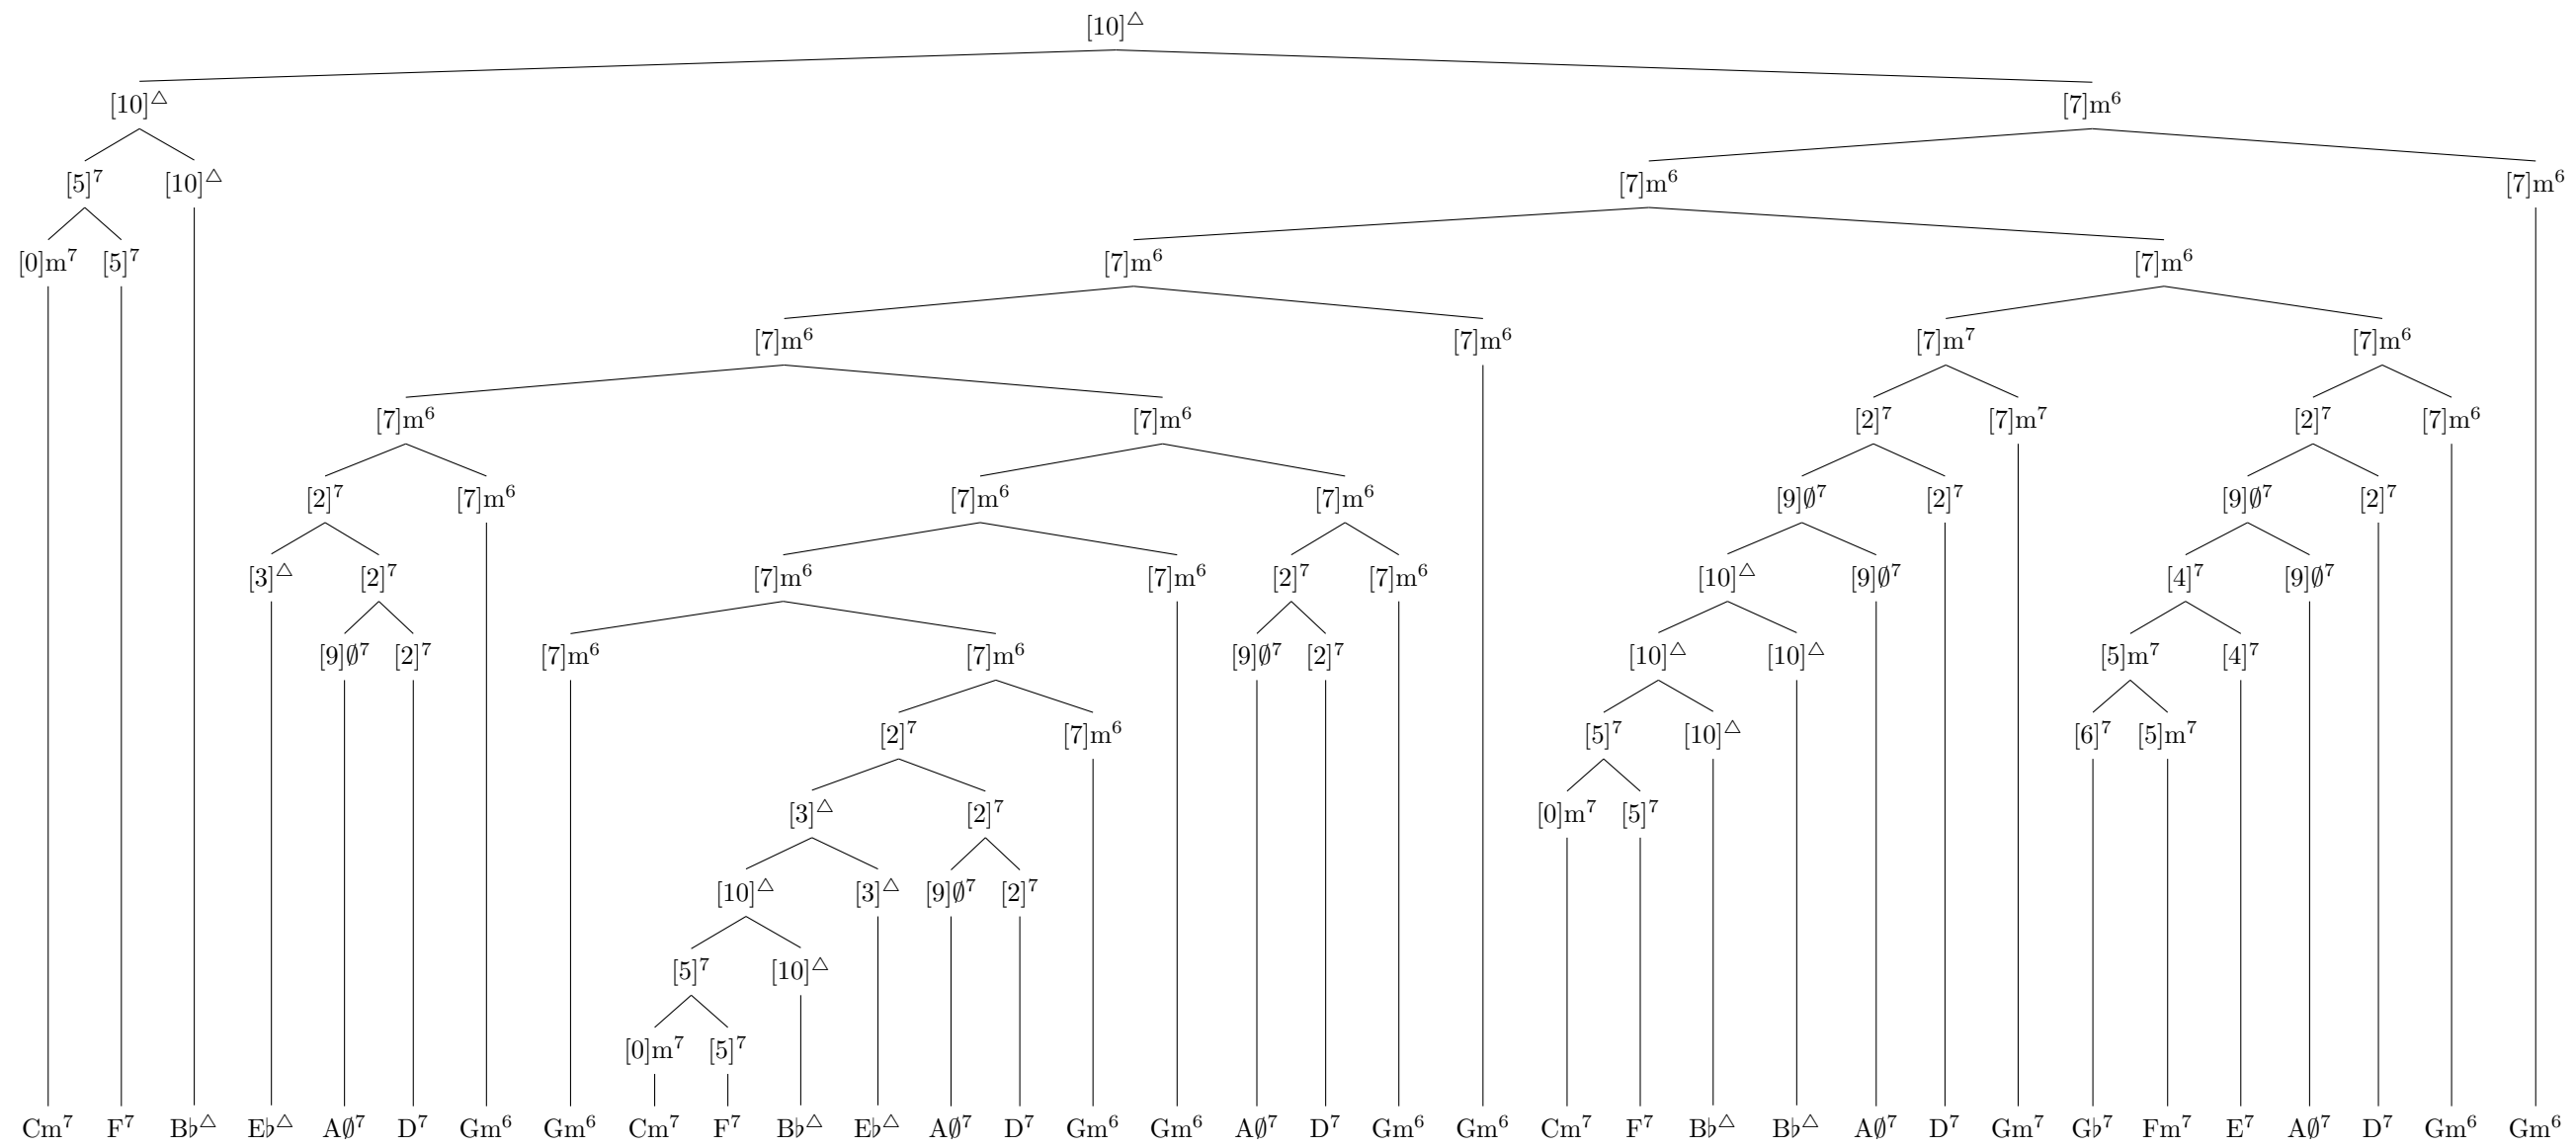 [10]△
[10]△ [7]m⁶
[5]⁷ [10]△ [7]m⁶ [7]m⁶
[0]m⁷ [5]⁷ [7]m⁶ [7]m⁶
[7]m⁶ [7]m⁶ [7]m⁷ [7]m⁶
[7]m⁶ [7]m⁶ [2]⁷ [7]m⁷ [2]⁷ [7]m⁶
[2]⁷ [7]m⁶ [7]m⁶ [7]m⁶ [9]∅⁷ [2]⁷ [9]∅⁷ [2]⁷
[3]△ [2]⁷ [7]m⁶ [7]m⁶ [2]⁷ [7]m⁶ [10]△ [9]∅⁷ [4]⁷ [9]∅⁷
[9]∅⁷ [2]⁷ [7]m⁶ [7]m⁶ [9]∅⁷ [2]⁷ [10]△ [10]△ [5]m⁷ [4]⁷
[2]⁷ [7]m⁶ [5]⁷ [10]△ [6]⁷ [5]m⁷
[3]△ [2]⁷ [0]m⁷ [5]⁷
[10]△ [3]△ [9]∅⁷ [2]⁷
[5]⁷ [10]△
[0]m⁷ [5]⁷
Cm⁷ F⁷ B♭△ E♭△ A∅⁷ D⁷ Gm⁶ Gm⁶ Cm⁷ F⁷ B♭△ E♭△ A∅⁷ D⁷ Gm⁶ Gm⁶ A∅⁷ D⁷ Gm⁶ Gm⁶ Cm⁷ F⁷ B♭△ B♭△ A∅⁷ D⁷ Gm⁷ G♭⁷ Fm⁷ E⁷ A∅⁷ D⁷ Gm⁶ Gm⁶